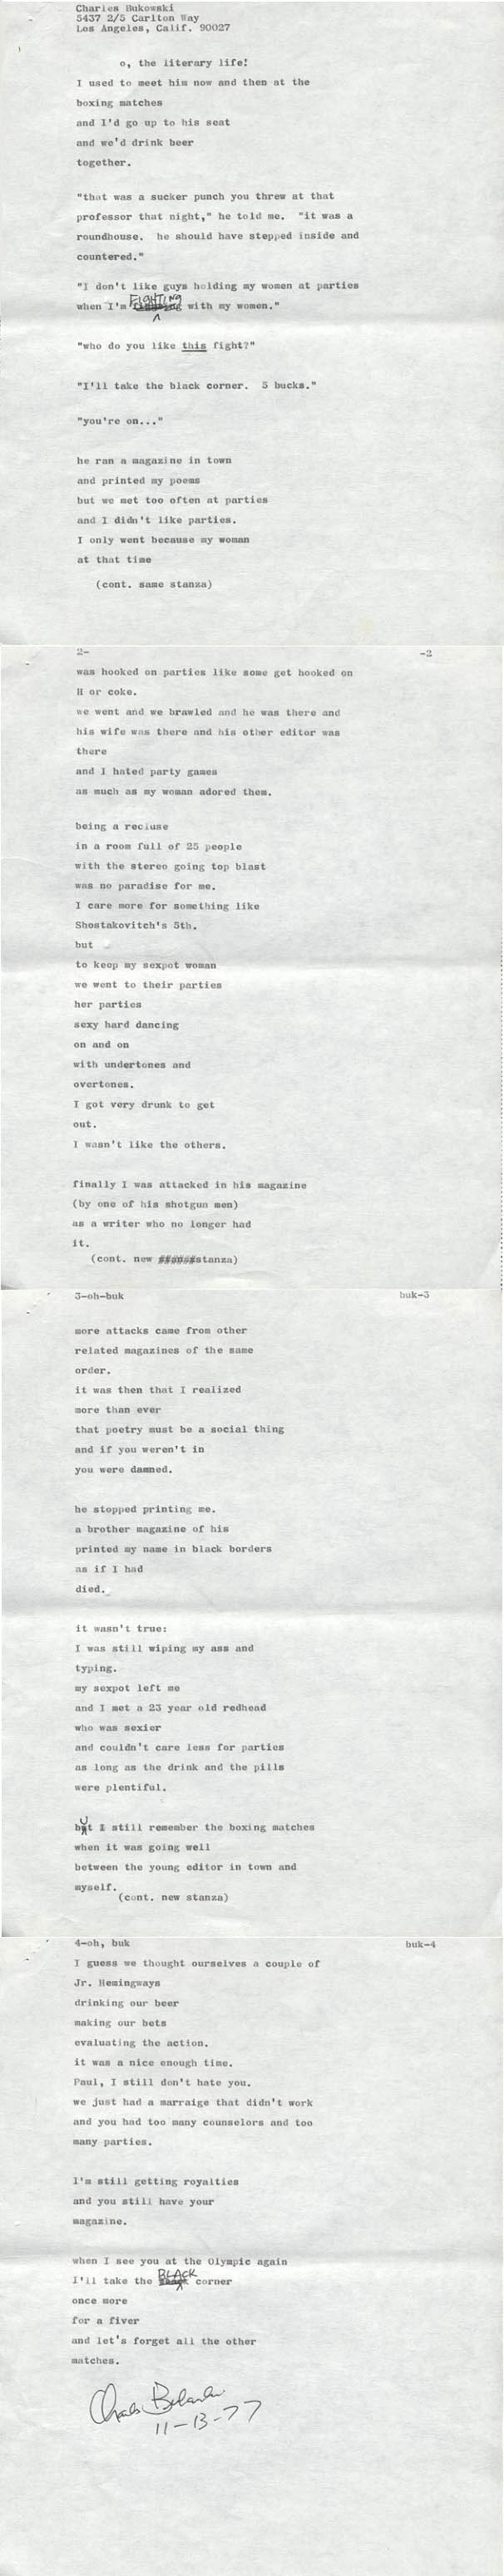 Charles Bukowski
5437 2/5 Carlton Way
Los Angeles, Calif. 90027
o, the literary life!
I used to meet him now and then at the
boxing matches
and I'd go up to his seat
and we'd drink beer
together.
"that was a sucker punch you threw at that
professor that night," he told me. "it was a
roundhouse. he should have stepped inside and
countered."
"I don't like guys holding my women at parties
when I'm FIGHTING with my women."
"who do you like this fight?"
"I'll take the black corner. 5 bucks."
"you're on..."
he ran a magazine in town
and printed my poems
but we met too often at parties
and I didn't like parties.
I only went because my woman
at that time
(cont. same stanza)
2- -2
was hooked on parties like some get hooked on
H or coke.
we went and we brawled and he was there and
his wife was there and his other editor was
there
and I hated party games
as much as my woman adored them.
being a recluse
in a room full of 25 people
with the stereo going top blast
was no paradise for me.
I care more for something like
Shostakovitch's 5th.
but
to keep my sexpot woman
we went to their parties
her parties
sexy hard dancing
on and on
with undertones and
overtones.
I got very drunk to get
out.
I wasn't like the others.
finally I was attacked in his magazine
(by one of his shotgun men)
as a writer who no longer had
it.
(cont. new stanza)
3-oh-buk buk-3
more attacks came from other
related magazines of the same
order.
it was then that I realized
more than ever
that poetry must be a social thing
and if you weren't in
you were damned.
he stopped printing me.
a brother magazine of his
printed my name in black borders
as if I had
died.
it wasn't true:
I was still wiping my ass and
typing.
my sexpot left me
and I met a 23 year old redhead
who was sexier
and couldn't care less for parties
as long as the drink and the pills
were plentiful.
but I still remember the boxing matches
when it was going well
between the young editor in town and
myself.
(cont. new stanza)
4-oh, buk buk-4
I guess we thought ourselves a couple of
Jr. Hemingways
drinking our beer
making our bets
evaluating the action.
it was a nice enough time.
Paul, I still don't hate you.
we just had a marraige that didn't work
and you had too many counselors and too
many parties.
I'm still getting royalties
and you still have your
magazine.
when I see you at the Olympic again
I'll take the BLACK corner
once more
for a fiver
and let's forget all the other
matches.
Charles Bukowski
11-13-77